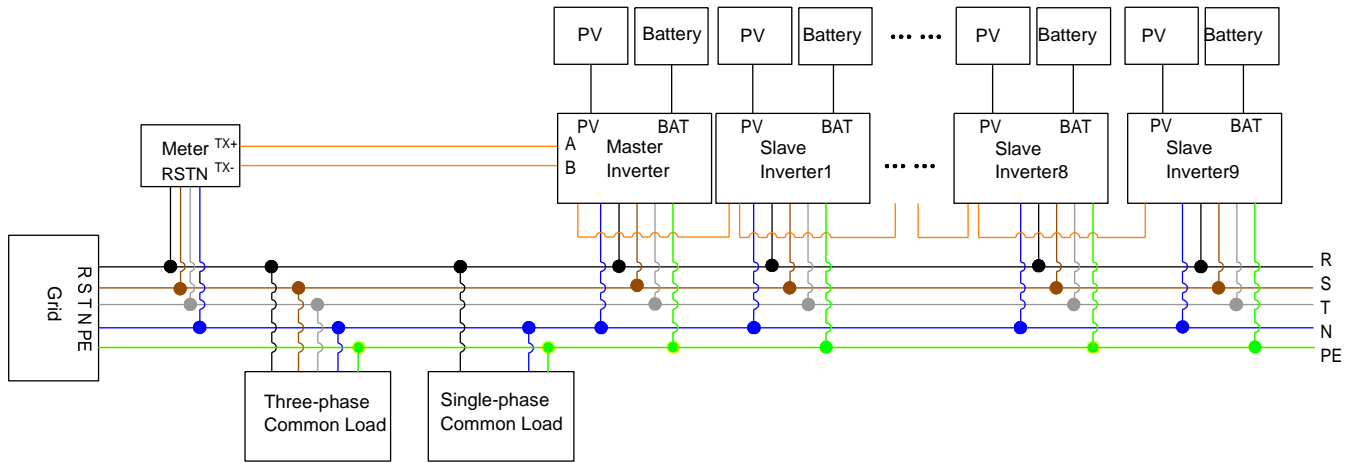 PV
Battery
PV
Battery
... ...
PV
Battery
PV
Battery
PV BAT
A
B
Master
Inverter
PV BAT
Slave
Inverter1
... ...
PV BAT
Slave
Inverter8
PV BAT
Slave
Inverter9
Meter TX+
RSTN TX-
Grid
R S T N PE
R
S
T
N
PE
Three-phase
Common Load
Single-phase
Common Load